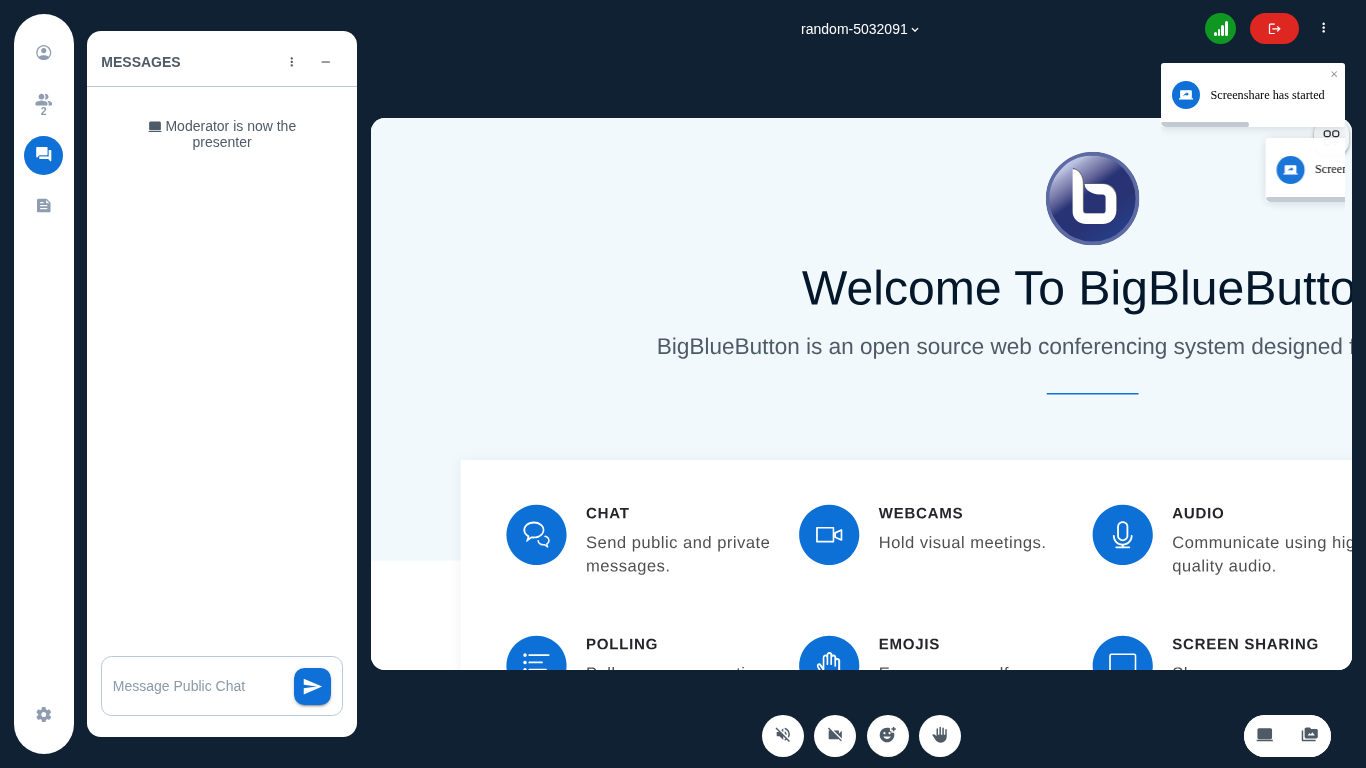 random-5032091
MESSAGES
2
Moderator is now the
presenter
Message Public Chat
Screenshare has started
Screen
Welcome To BigBlueButto
BigBlueButton is an open source web conferencing system designed f
CHAT
Send public and private
messages.
WEBCAMS
Hold visual meetings.
AUDIO
Communicate using hig
quality audio.
POLLING
EMOJIS
SCREEN SHARING